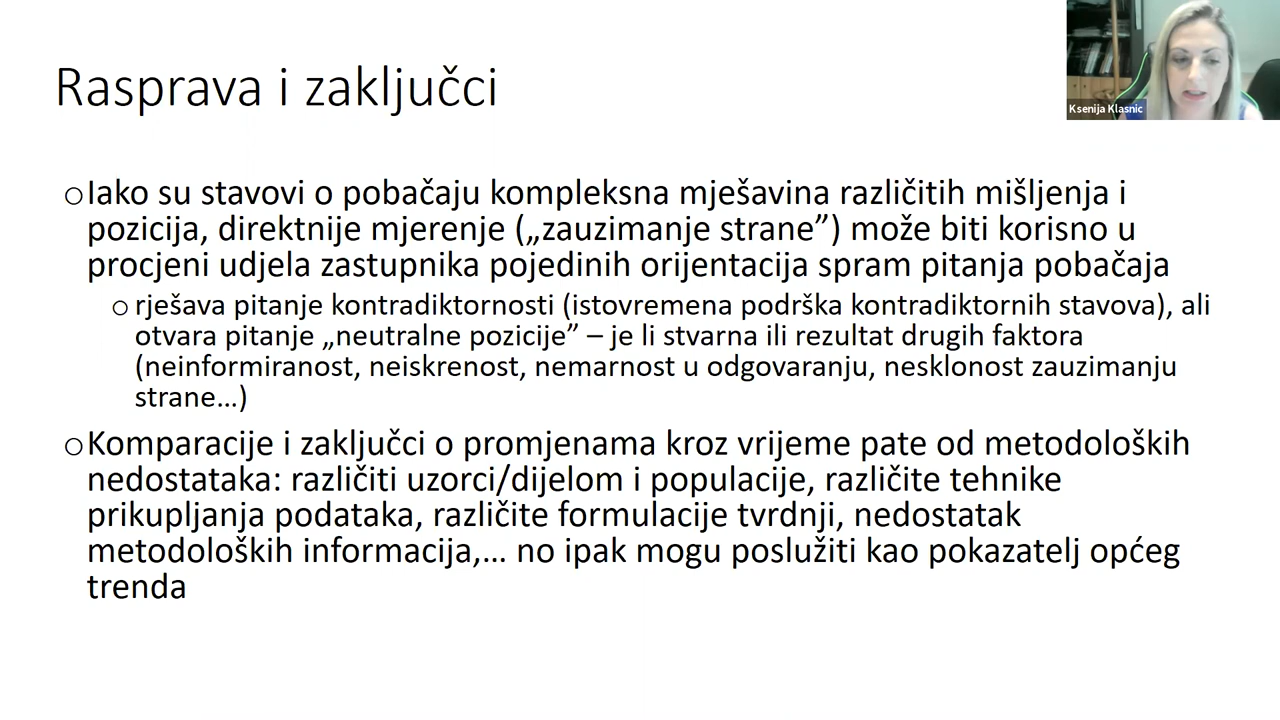 Rasprava i zaključci
Ksenija Klasnic
○Iako su stavovi o pobačaju kompleksna mješavina različitih mišljenja i
pozicija, direktnije mjerenje („zauzimanje strane”) može biti korisno u
procjeni udjela zastupnika pojedinih orijentacija spram pitanja pobačaja
○rješava pitanje kontradiktornosti (istovremena podrška kontradiktornih stavova), ali
otvara pitanje „neutralne pozicije” – je li stvarna ili rezultat drugih faktora
(neinformiranost, neiskrenost, nemarnost u odgovaranju, nesklonost zauzimanju
strane…)
○Komparacije i zaključci o promjenama kroz vrijeme pate od metodoloških
nedostataka: različiti uzorci/dijelom i populacije, različite tehnike
prikupljanja podataka, različite formulacije tvrdnji, nedostatak
metodoloških informacija,… no ipak mogu poslužiti kao pokazatelj općeg
trenda